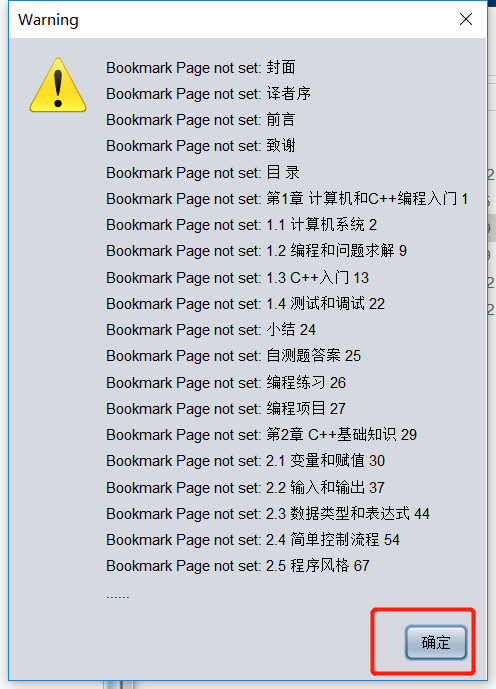 Warning
Bookmark Page not set: 封面
Bookmark Page not set: 译者序
Bookmark Page not set: 前言
Bookmark Page not set: 致谢
Bookmark Page not set: 目 录
Bookmark Page not set: 第1章 计算机和C++编程入门 1
Bookmark Page not set: 1.1 计算机系统 2
Bookmark Page not set: 1.2 编程和问题求解 9
Bookmark Page not set: 1.3 C++入门 13
Bookmark Page not set: 1.4 测试和调试 22
Bookmark Page not set: 小结 24
Bookmark Page not set: 自测题答案 25
Bookmark Page not set: 编程练习 26
Bookmark Page not set: 编程项目 27
Bookmark Page not set: 第2章 C++基础知识 29
Bookmark Page not set: 2.1 变量和赋值 30
Bookmark Page not set: 2.2 输入和输出 37
Bookmark Page not set: 2.3 数据类型和表达式 44
Bookmark Page not set: 2.4 简单控制流程 54
Bookmark Page not set: 2.5 程序风格 67
......
确定